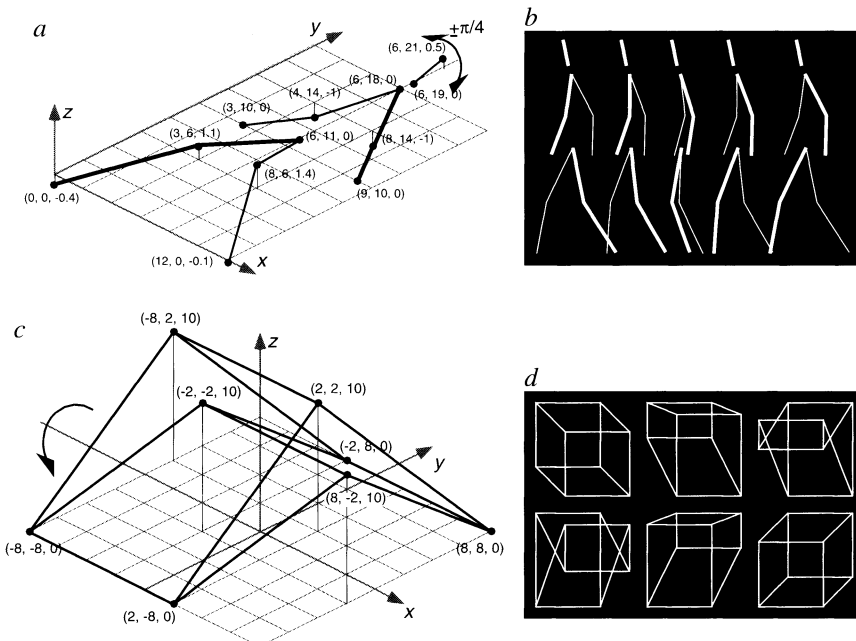 a
y
±π/4
(6, 21, 0.5)
(6, 18, 0)
(6, 19, 0)
z
(4, 14, -1)
(3, 10, 0)
(3, 6, 1.1)
(6, 11, 0)
(8, 14, -1)
(8, 6, 1.4)
(9, 10, 0)
(0, 0, -0.4)
(12, 0, -0.1)
x
b
c
(-8, 2, 10)
z
(-2, -2, 10)
(2, 2, 10)
(-2, 8, 0)
y
(8, -2, 10)
(-8, -8, 0)
(8, 8, 0)
(2, -8, 0)
x
d